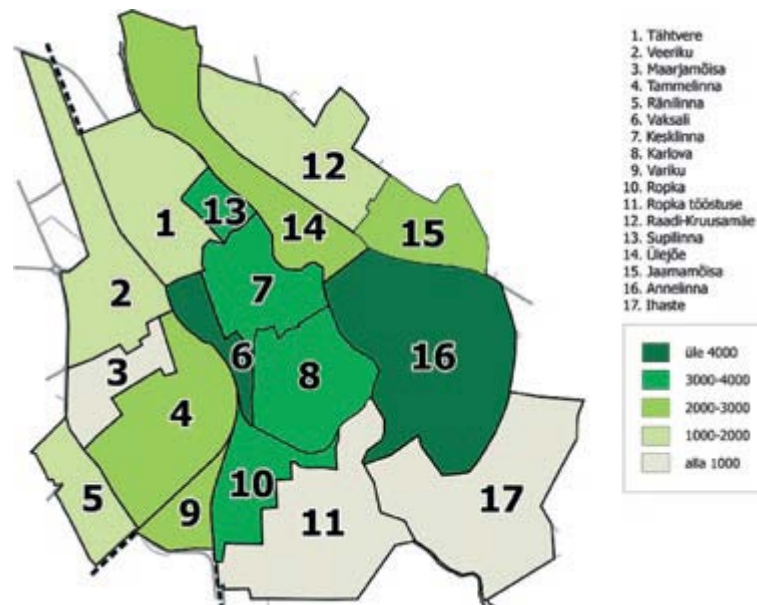 1. Tähtvere
2. Veeriku
3. Maarjamõisa
4. Tammelinna
5. Ränilinna
6. Vaksali
7. Kesklinna
8. Karlova
9. Variku
10. Ropka
11. Ropka tööstuse
12. Raadi-Kruusamäe
13. Supilinna
14. Ülejõe
15. Jaamamõisa
16. Annelinna
17. Ihaste
üle 4000
3000-4000
2000-3000
1000-2000
alla 1000
12
13
1
14
15
7
2
16
6
3
8
4
10
5
9
11
17